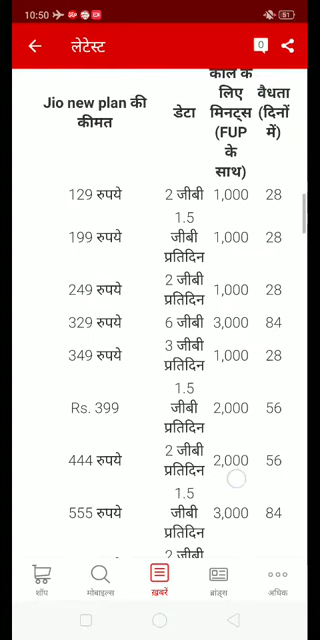 10:50
51
लेटेस्ट
0
Jio new plan की
कीमत
डेटा
कॉल के
लिए
मिनट्स
(FUP
के
साथ)
वैधता
(दिनों
में)
129 रुपये 2 जीबी 1,000 28
199 रुपये 1.5
जीबी
प्रतिदिन 1,000 28
249 रुपये 2 जीबी
प्रतिदिन 1,000 28
329 रुपये 6 जीबी 3,000 84
349 रुपये 3 जीबी
प्रतिदिन 1,000 28
Rs. 399 1.5
जीबी
प्रतिदिन 2,000 56
444 रुपये 2 जीबी
प्रतिदिन 2,000 56
555 रुपये 1.5
जीबी
प्रतिदिन 3,000 84
2 जीबी
शॉप मोबाइल्स ख़बरें ब्रांड्स अधिक